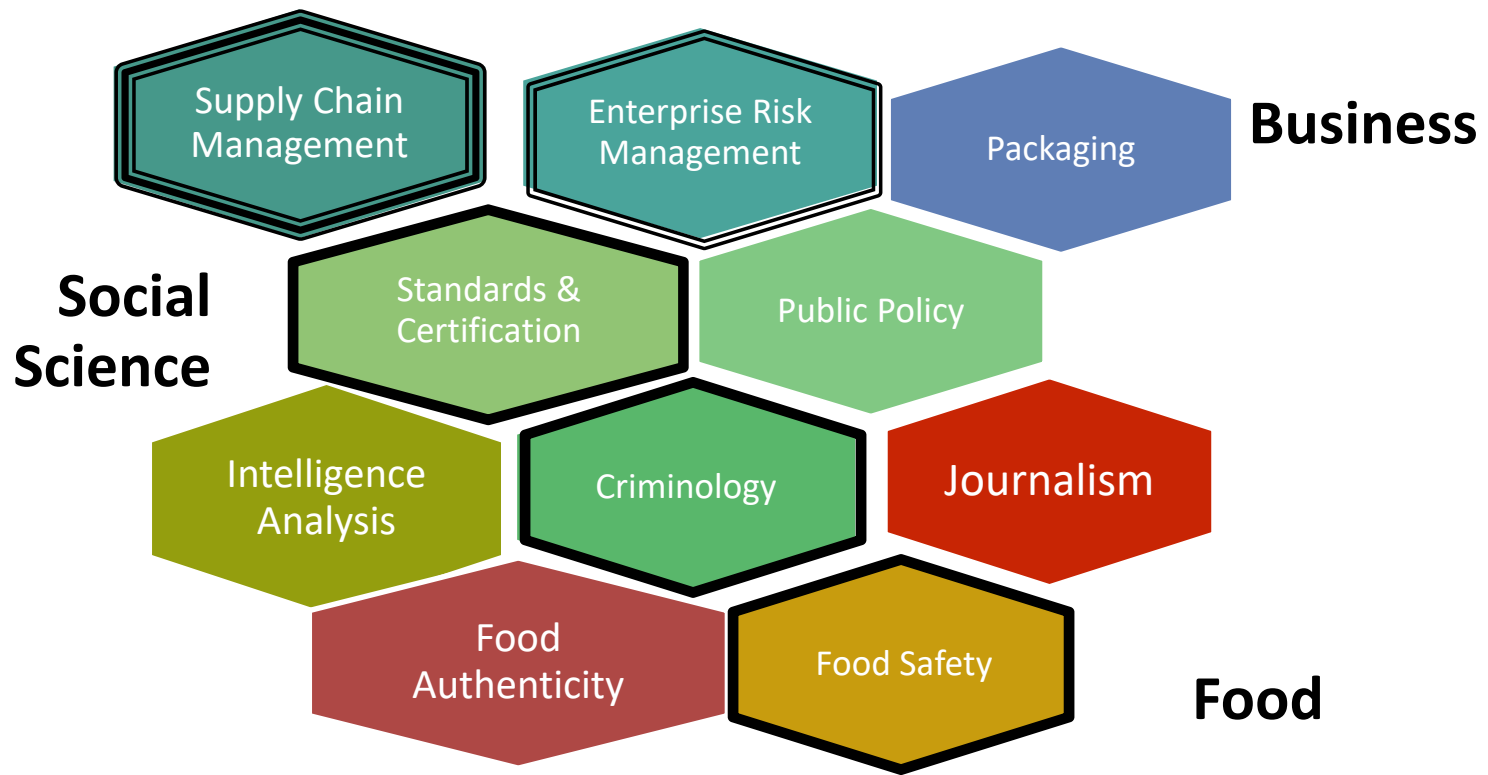 Supply Chain
Management
Enterprise Risk
Management
Packaging
Business
Social
Science
Standards &
Certification
Public Policy
Intelligence
Analysis
Criminology
Journalism
Food
Authenticity
Food Safety
Food